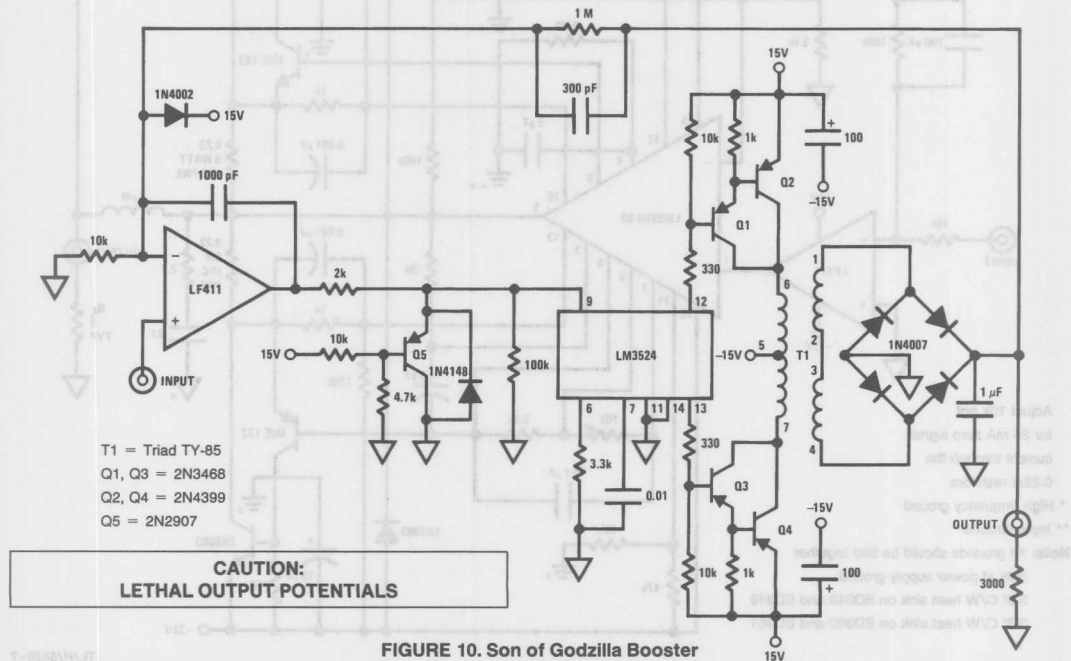 1 M
300 pF
1N4002
15V
1000 pF
10k
LF411
INPUT
2k
15V
10k
4.7k
Q5
1N4148
100k
9
12
LM3524
6
7
11
14
13
3.3k
0.01
15V
10k
1k
Q2
Q1
330
100
-15V
6
-15V
5
T1
7
1
2
3
4
1N4007
1 µF
330
Q3
Q4
10k
1k
-15V
100
15V
OUTPUT
3000
T1 = Triad TY-85
Q1, Q3 = 2N3468
Q2, Q4 = 2N4399
Q5 = 2N2907
CAUTION:
LETHAL OUTPUT POTENTIALS
FIGURE 10. Son of Godzilla Booster